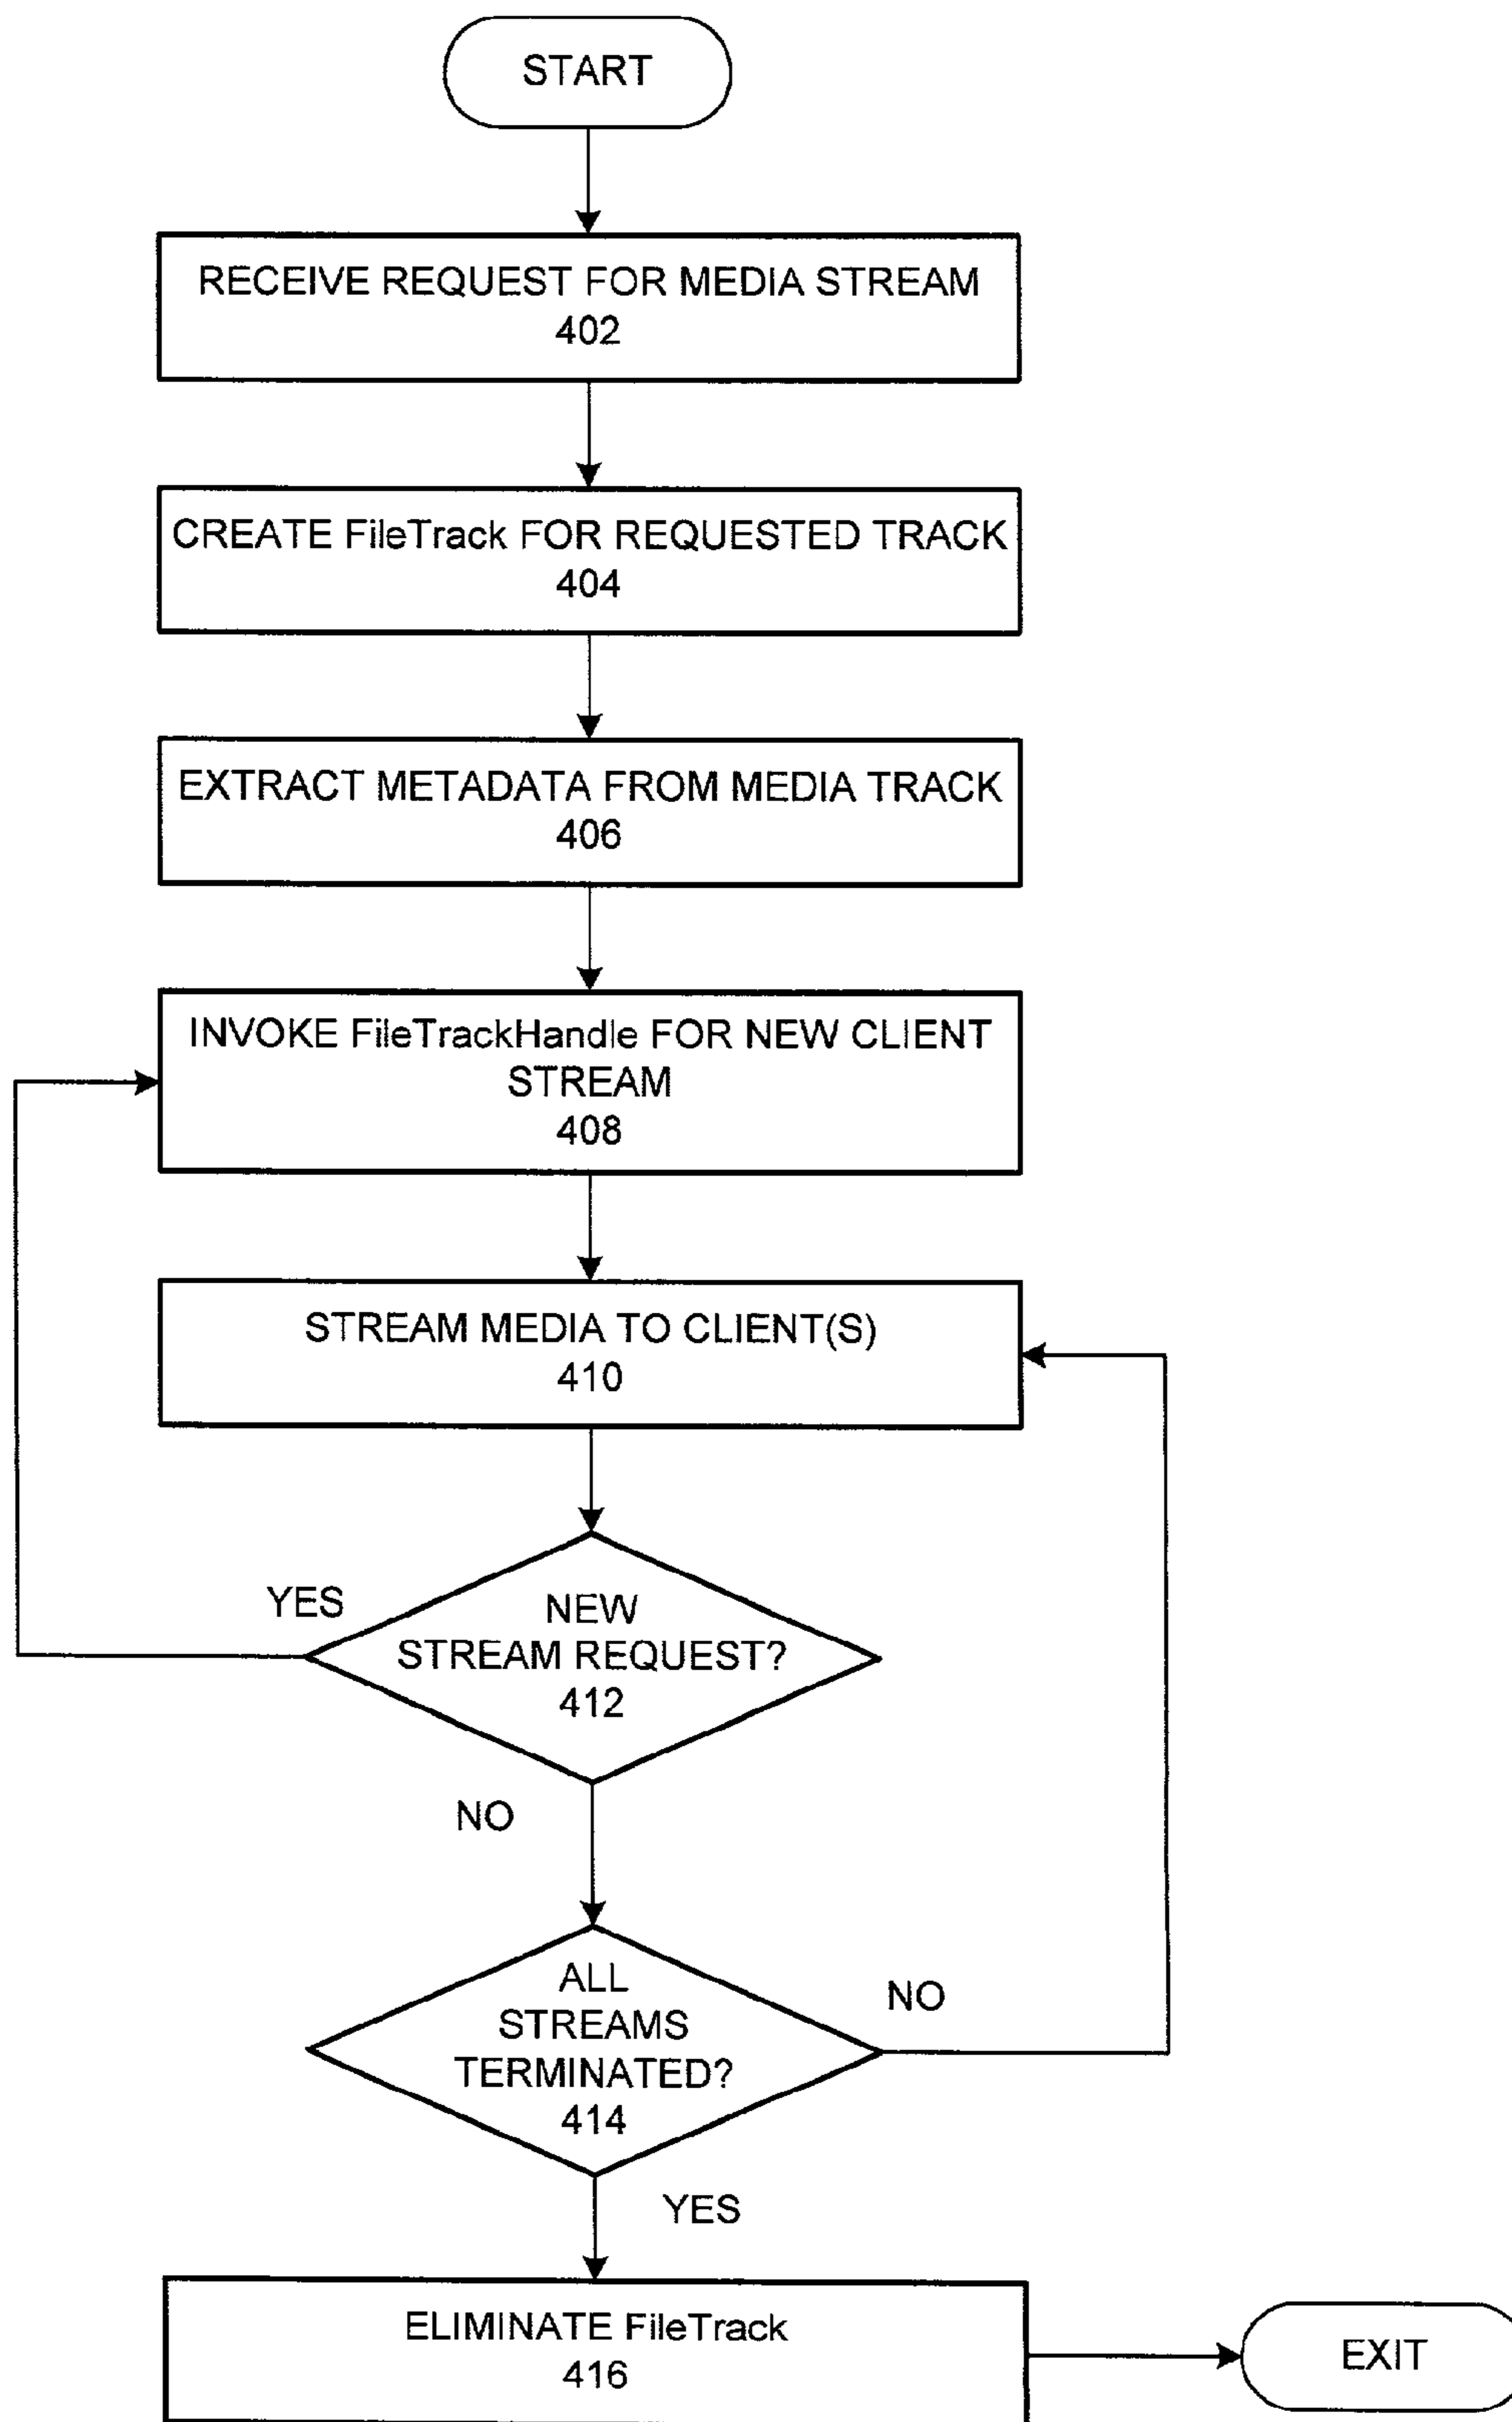 START
RECEIVE REQUEST FOR MEDIA STREAM
402
CREATE FileTrack FOR REQUESTED TRACK
404
EXTRACT METADATA FROM MEDIA TRACK
406
INVOKE FileTrackHandle FOR NEW CLIENT
STREAM
408
STREAM MEDIA TO CLIENT(S)
410
YES
NEW
STREAM REQUEST?
412
NO
ALL
STREAMS
TERMINATED?
414
NO
YES
ELIMINATE FileTrack
416
EXIT